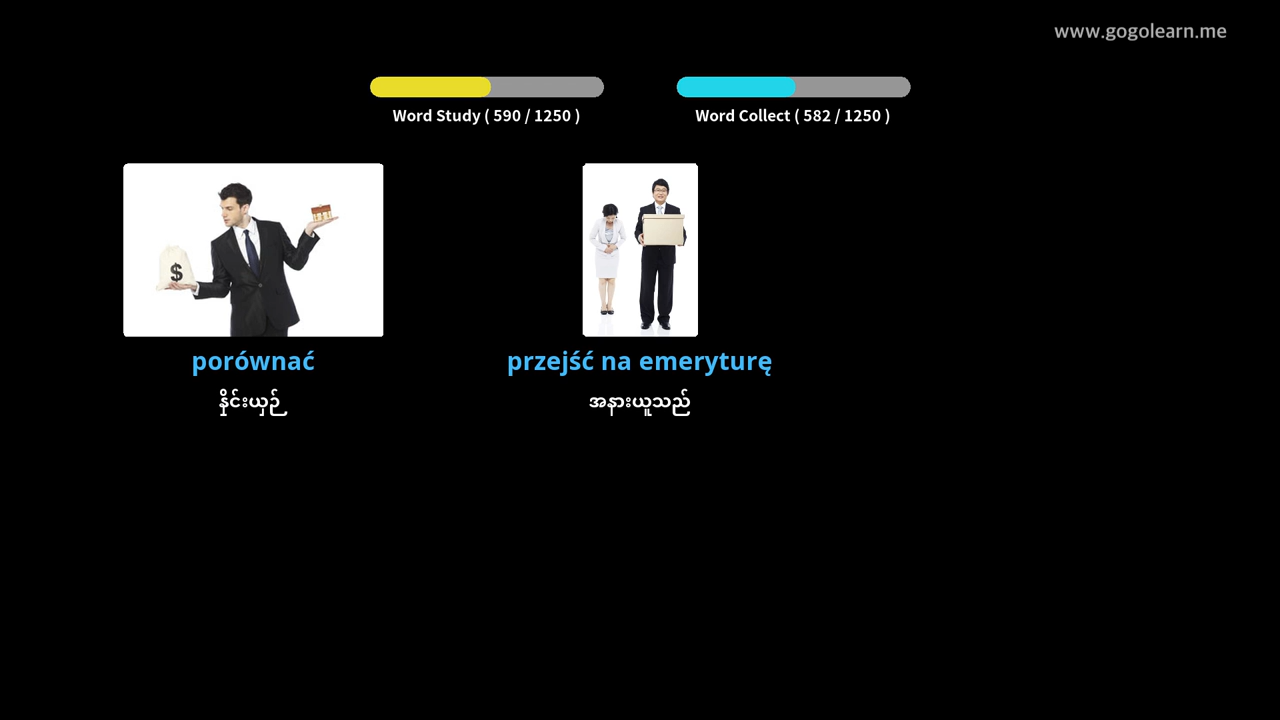 www.gogolearn.me
Word Study ( 590 / 1250 )
Word Collect ( 582 / 1250 )
$
porównać
နှိုင်းယှဉ်
przejść na emeryturę
အနားယူသည်